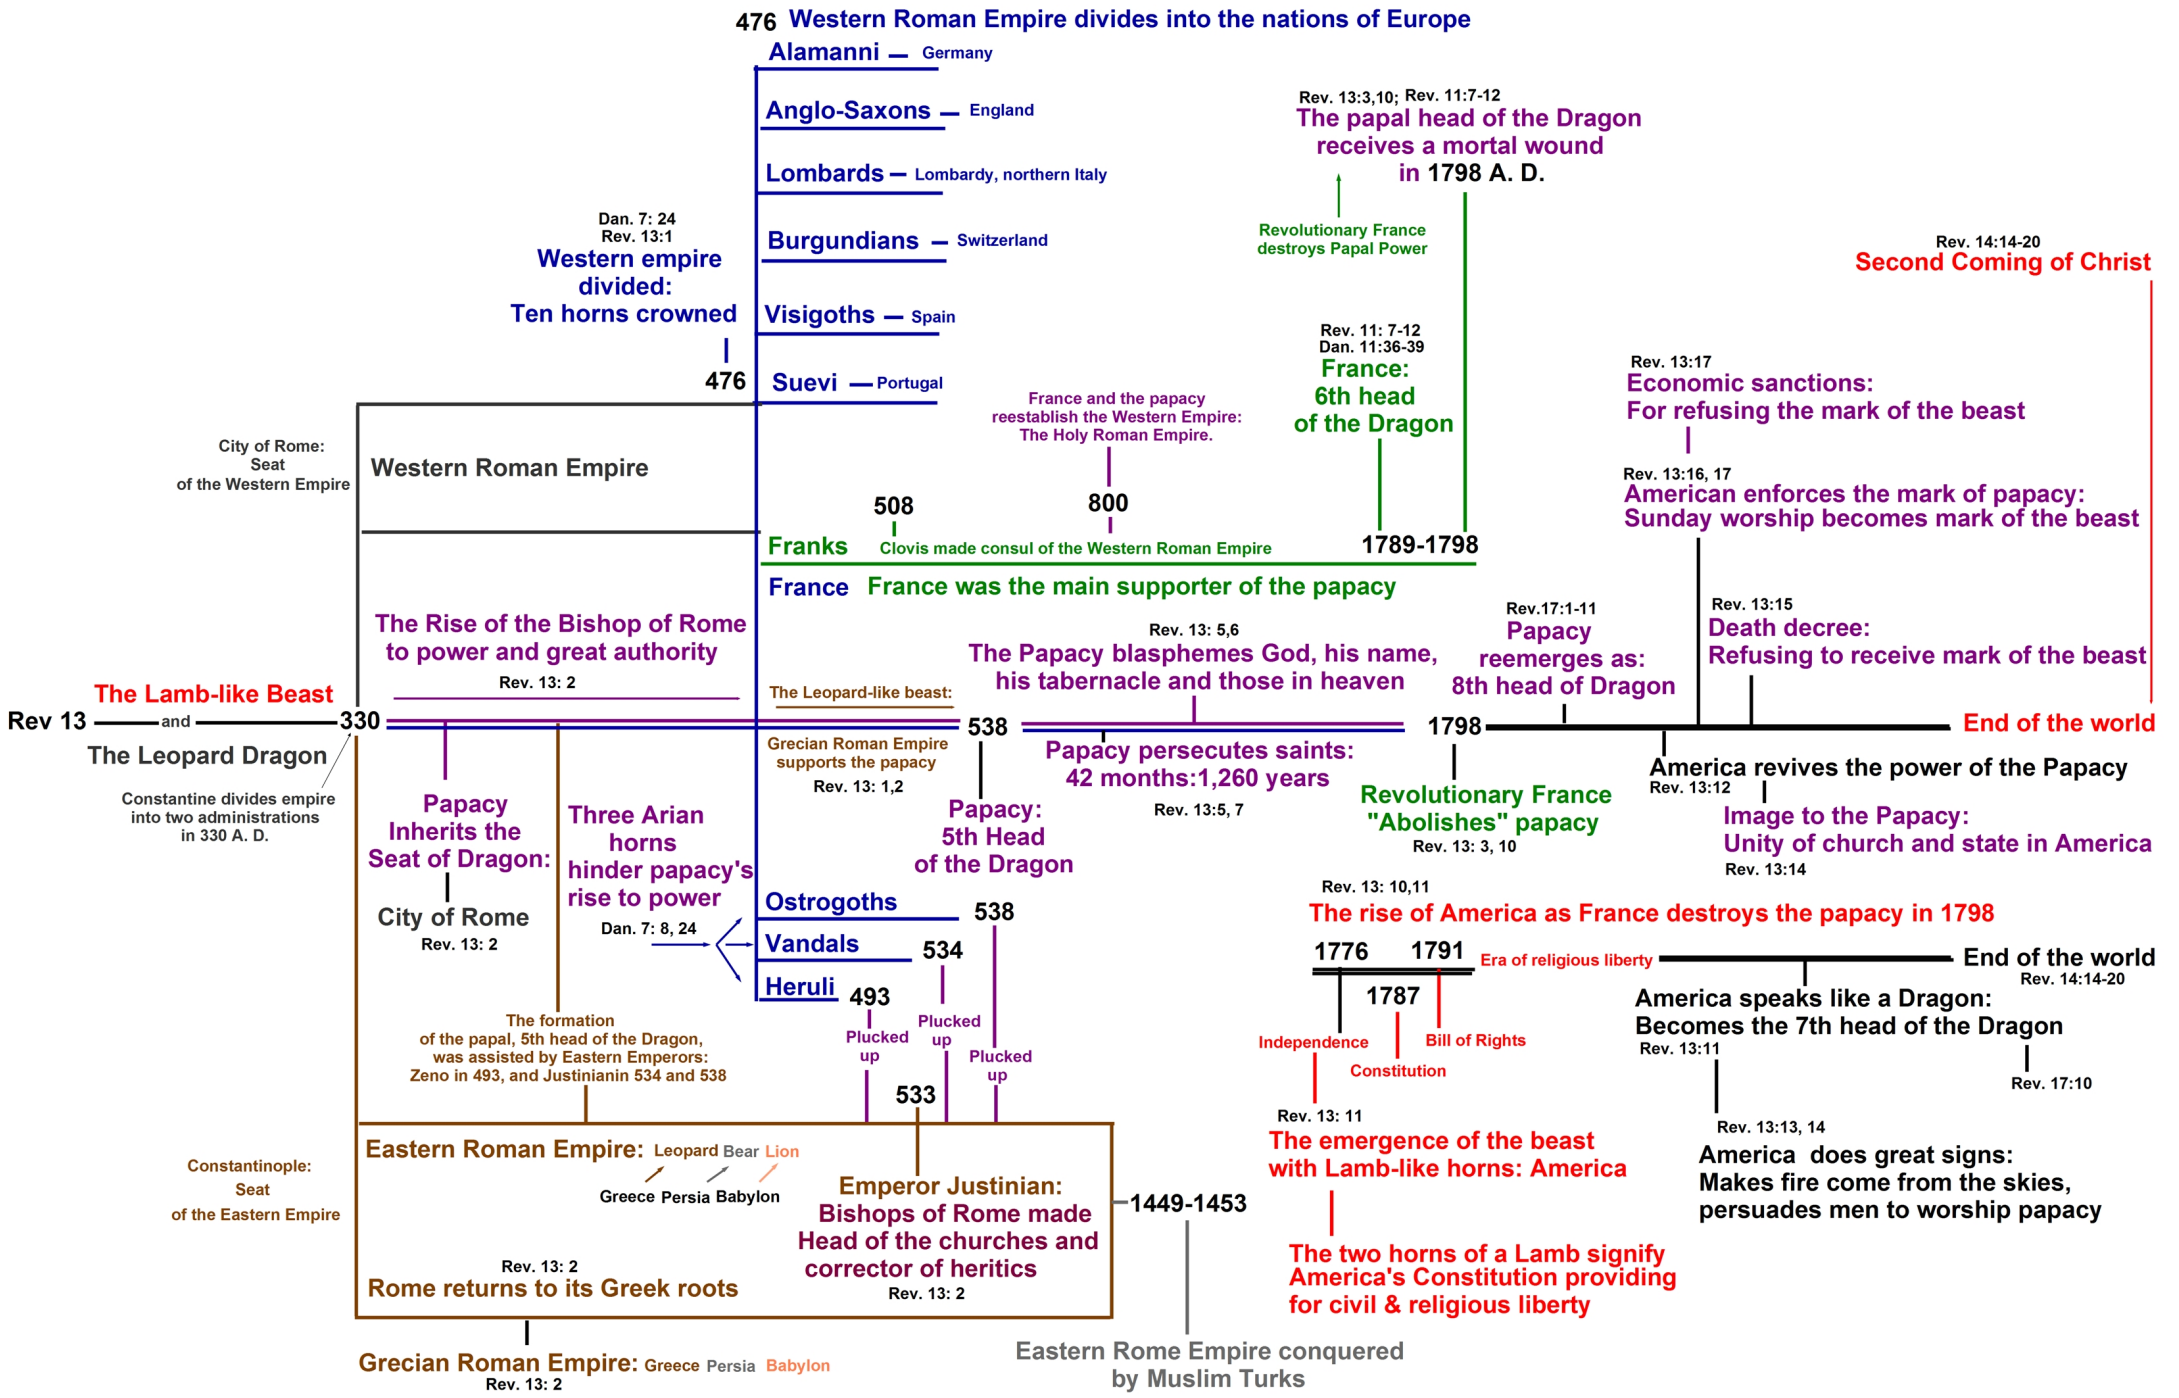 476 Western Roman Empire divides into the nations of Europe
Alamanni — Germany
Anglo-Saxons — England
Lombards — Lombardy, northern Italy
Burgundians — Switzerland
Visigoths — Spain
Suevi — Portugal
Dan. 7: 24
Rev. 13:1
Western empire
divided:
Ten horns crowned
476
Rev. 13:3,10; Rev. 11:7-12
The papal head of the Dragon
receives a mortal wound
in 1798 A. D.
Revolutionary France
destroys Papal Power
Rev. 11: 7-12
Dan. 11:36-39
France:
6th head
of the Dragon
Rev. 14:14-20
Second Coming of Christ
Rev. 13:17
Economic sanctions:
For refusing the mark of the beast
Rev. 13:16, 17
American enforces the mark of papacy:
Sunday worship becomes mark of the beast
City of Rome:
Seat
of the Western Empire
Western Roman Empire
France and the papacy
reestablish the Western Empire:
The Holy Roman Empire.
508
800
Franks Clovis made consul of the Western Roman Empire 1789-1798
France France was the main supporter of the papacy
The Rise of the Bishop of Rome
to power and great authority
Rev. 13: 2
The Leopard-like beast:
Rev. 13: 5,6
The Papacy blasphemes God, his name,
his tabernacle and those in heaven
Rev.17:1-11
Papacy
reemerges as:
8th head of Dragon
Rev. 13:15
Death decree:
Refusing to receive mark of the beast
The Lamb-like Beast
Rev 13 and 330 538 1798 End of the world
The Leopard Dragon
Constantine divides empire
into two administrations
in 330 A. D.
Grecian Roman Empire
supports the papacy
Rev. 13: 1,2
Papacy persecutes saints:
42 months:1,260 years
Rev. 13:5, 7
Papacy
Inherits the
Seat of Dragon:
City of Rome
Rev. 13: 2
Three Arian
horns
hinder papacy's
rise to power
Dan. 7: 8, 24
Papacy:
5th Head
of the Dragon
Revolutionary France
"Abolishes" papacy
Rev. 13: 3, 10
America revives the power of the Papacy
Rev. 13:12
Image to the Papacy:
Unity of church and state in America
Rev. 13:14
Ostrogoths 538
Vandals 534
Heruli 493
Plucked
up
Plucked
up
Plucked
up
533
The formation
of the papal, 5th head of the Dragon,
was assisted by Eastern Emperors:
Zeno in 493, and Justinianin 534 and 538
Rev. 13: 10,11
The rise of America as France destroys the papacy in 1798
1776 1791 Era of religious liberty End of the world
Rev. 14:14-20
1787
Independence
Bill of Rights
Constitution
America speaks like a Dragon:
Becomes the 7th head of the Dragon
Rev. 13:11
Rev. 17:10
Rev. 13: 11
The emergence of the beast
with Lamb-like horns: America
Rev. 13:13, 14
America does great signs:
Makes fire come from the skies,
persuades men to worship papacy
The two horns of a Lamb signify
America's Constitution providing
for civil & religious liberty
Constantinople:
Seat
of the Eastern Empire
Eastern Roman Empire: Leopard Bear Lion
Greece Persia Babylon
Emperor Justinian:
Bishops of Rome made
Head of the churches and
corrector of heritics
Rev. 13: 2
1449-1453
Rev. 13: 2
Rome returns to its Greek roots
Grecian Roman Empire: Greece Persia Babylon
Rev. 13: 2
Eastern Rome Empire conquered
by Muslim Turks